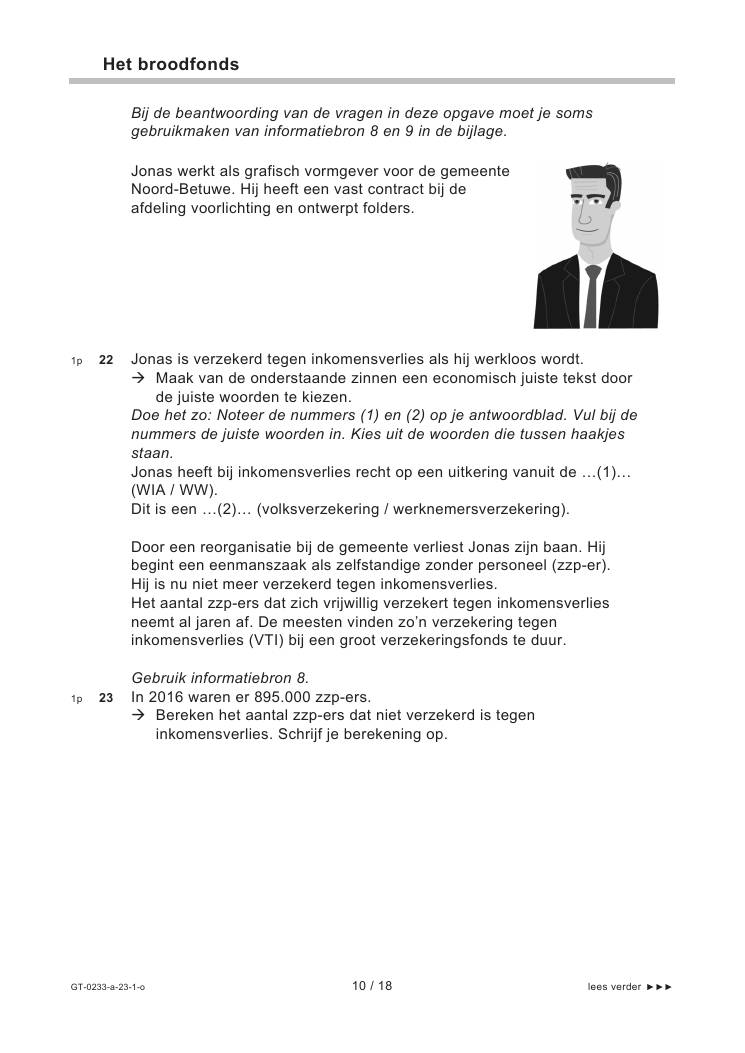 Het broodfonds
Bij de beantwoording van de vragen in deze opgave moet je soms
gebruikmaken van informatiebron 8 en 9 in de bijlage.
Jonas werkt als grafisch vormgever voor de gemeente
Noord-Betuwe. Hij heeft een vast contract bij de
afdeling voorlichting en ontwerpt folders.
1p 22 Jonas is verzekerd tegen inkomensverlies als hij werkloos wordt.
→ Maak van de onderstaande zinnen een economisch juiste tekst door
de juiste woorden te kiezen.
Doe het zo: Noteer de nummers (1) en (2) op je antwoordblad. Vul bij de
nummers de juiste woorden in. Kies uit de woorden die tussen haakjes
staan.
Jonas heeft bij inkomensverlies recht op een uitkering vanuit de …(1)…
(WIA / WW).
Dit is een …(2)… (volksverzekering / werknemersverzekering).
Door een reorganisatie bij de gemeente verliest Jonas zijn baan. Hij
begint een eenmanszaak als zelfstandige zonder personeel (zzp-er).
Hij is nu niet meer verzekerd tegen inkomensverlies.
Het aantal zzp-ers dat zich vrijwillig verzekert tegen inkomensverlies
neemt al jaren af. De meesten vinden zo’n verzekering tegen
inkomensverlies (VTI) bij een groot verzekeringsfonds te duur.
Gebruik informatiebron 8.
1p 23 In 2016 waren er 895.000 zzp-ers.
→ Bereken het aantal zzp-ers dat niet verzekerd is tegen
inkomensverlies. Schrijf je berekening op.
GT-0233-a-23-1-o 10 / 18 lees verder ►►►